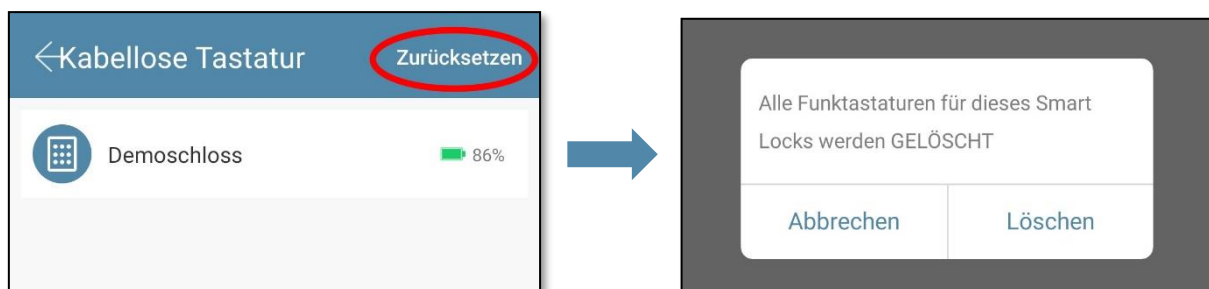 Kabellose Tastatur Zurücksetzen
Demoschloss 86%
Alle Funktastaturen für dieses Smart
Locks werden GELÖSCHT
Abbrechen Löschen